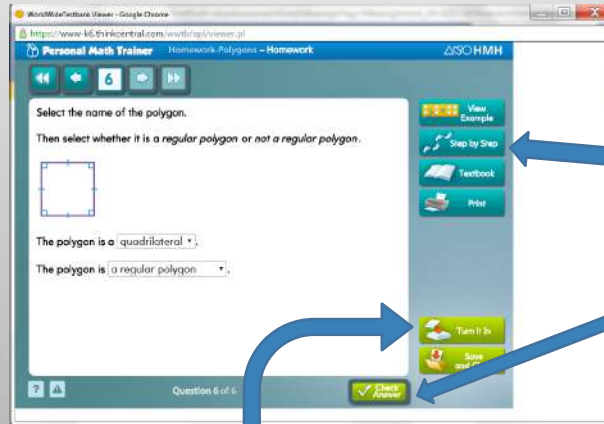 WorldWideTestbank Viewer - Google Chrome
https://www-k6.thinkcentral.com/wwtb/api/viewer.pl
Personal Math Trainer Homework-Polygons – Homework HMH
6
Select the name of the polygon.
Then select whether it is a regular polygon or not a regular polygon.
The polygon is a quadrilateral .
The polygon is a regular polygon .
View
Example
Step by Step
Textbook
Print
Turn It In
Save
and
? Question 6 of 6
Check
Answer